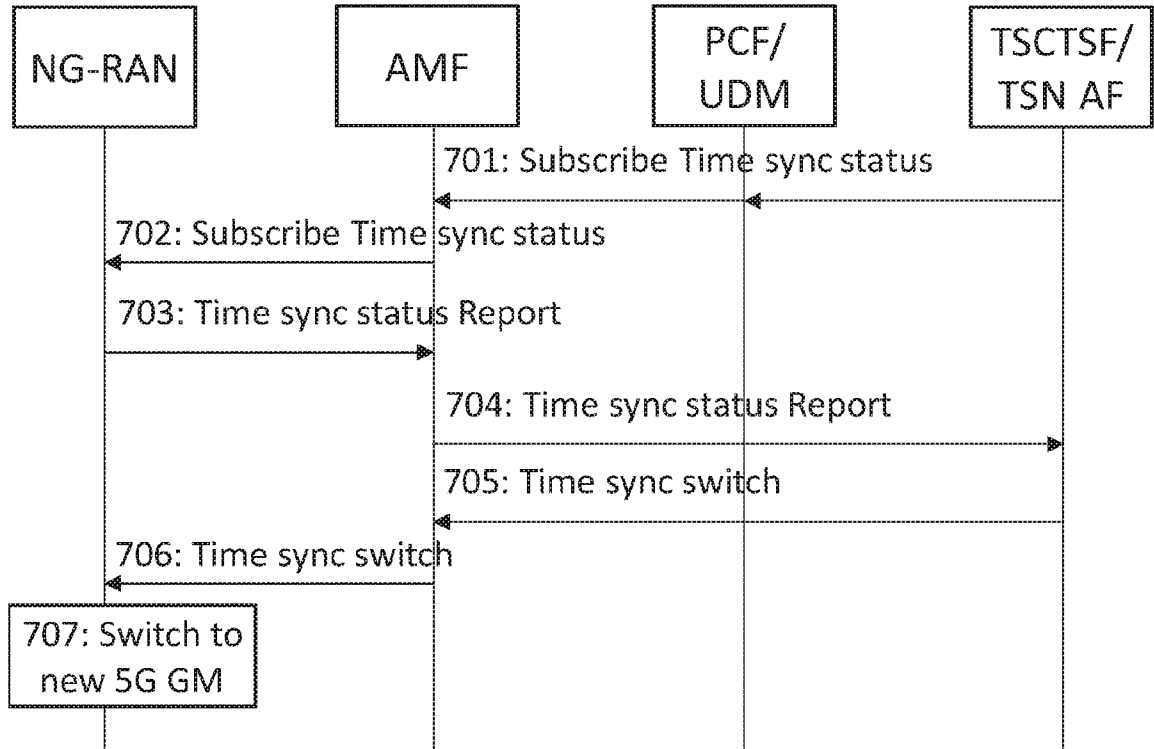 NG-RAN
AMF
PCF/
UDM
TSCTSF/
TSN AF
701: Subscribe Time sync status
702: Subscribe Time sync status
703: Time sync status Report
704: Time sync status Report
705: Time sync switch
706: Time sync switch
707: Switch to
new 5G GM